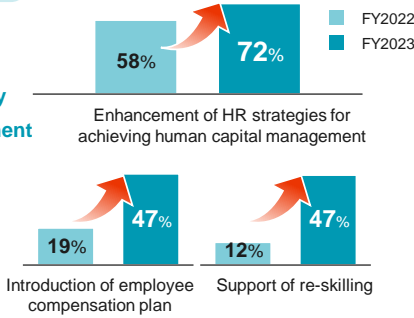 FY2022
FY2023
58%
72%
Enhancement of HR strategies for
achieving human capital management
19%
47%
12%
47%
Introduction of employee
compensation plan
Support of re-skilling